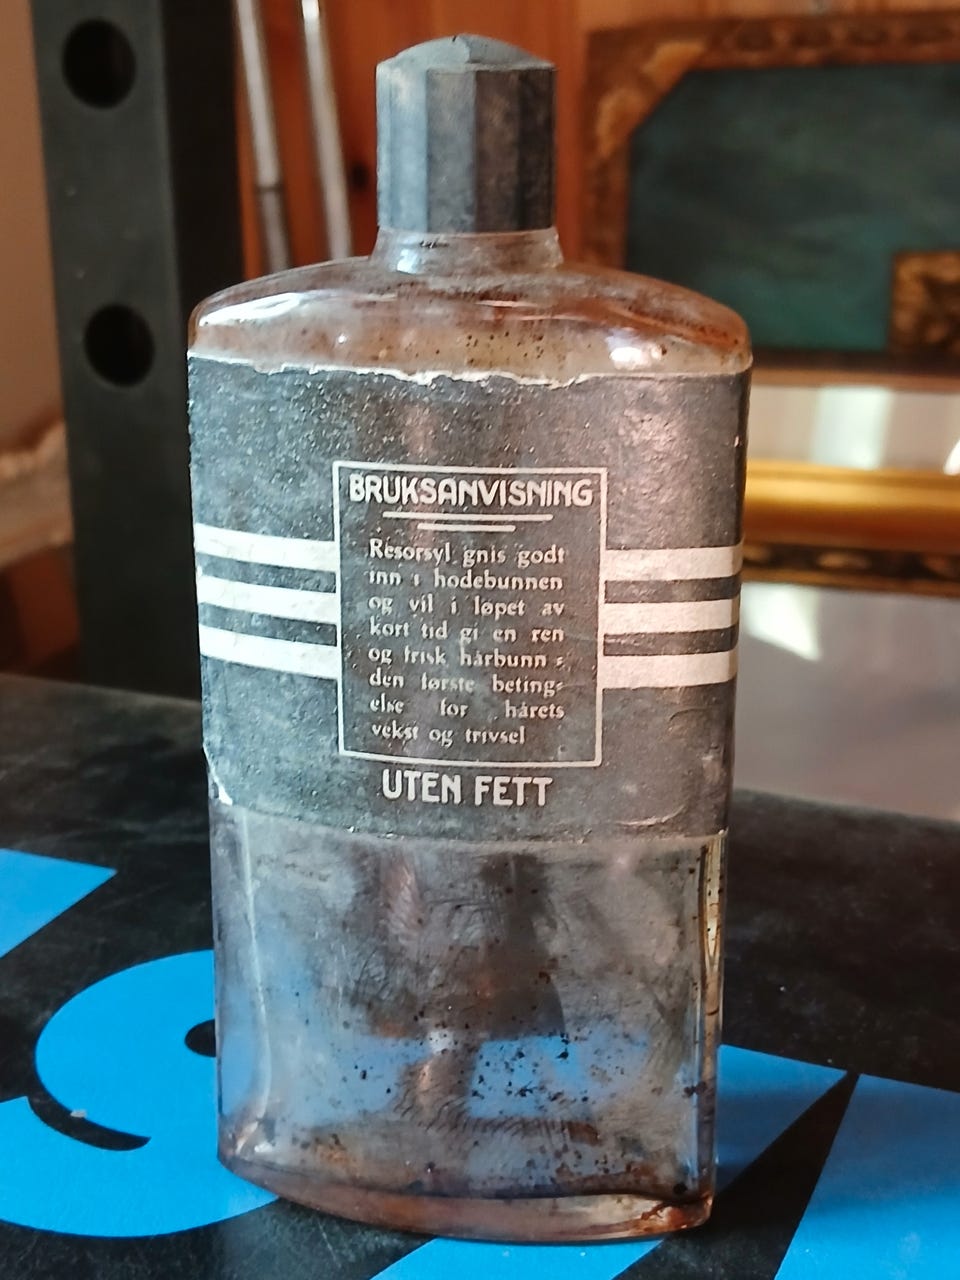 BRUKSANVISNING
Resorsyl gnis godt
inn i hodebunnen
og vil i løpet av
kort tid gi en ren
og frisk hårbunn :
den første beting-
else for hårets
vekst og trivsel
UTEN FETT